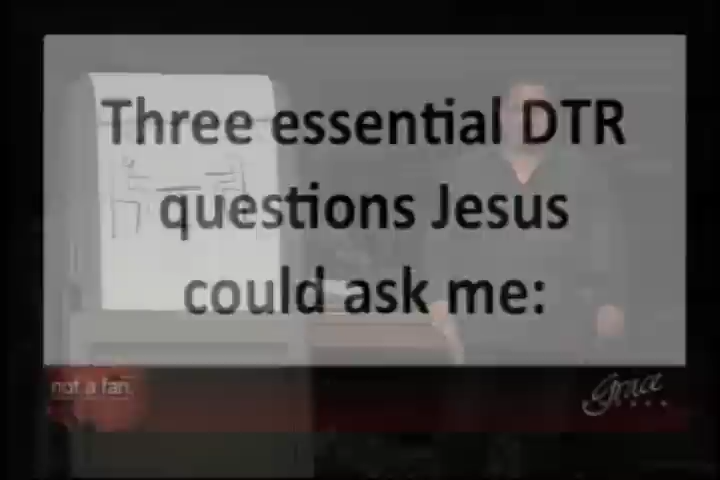 Three essential DTR
questions Jesus
could ask me:
not a fan.
Grace